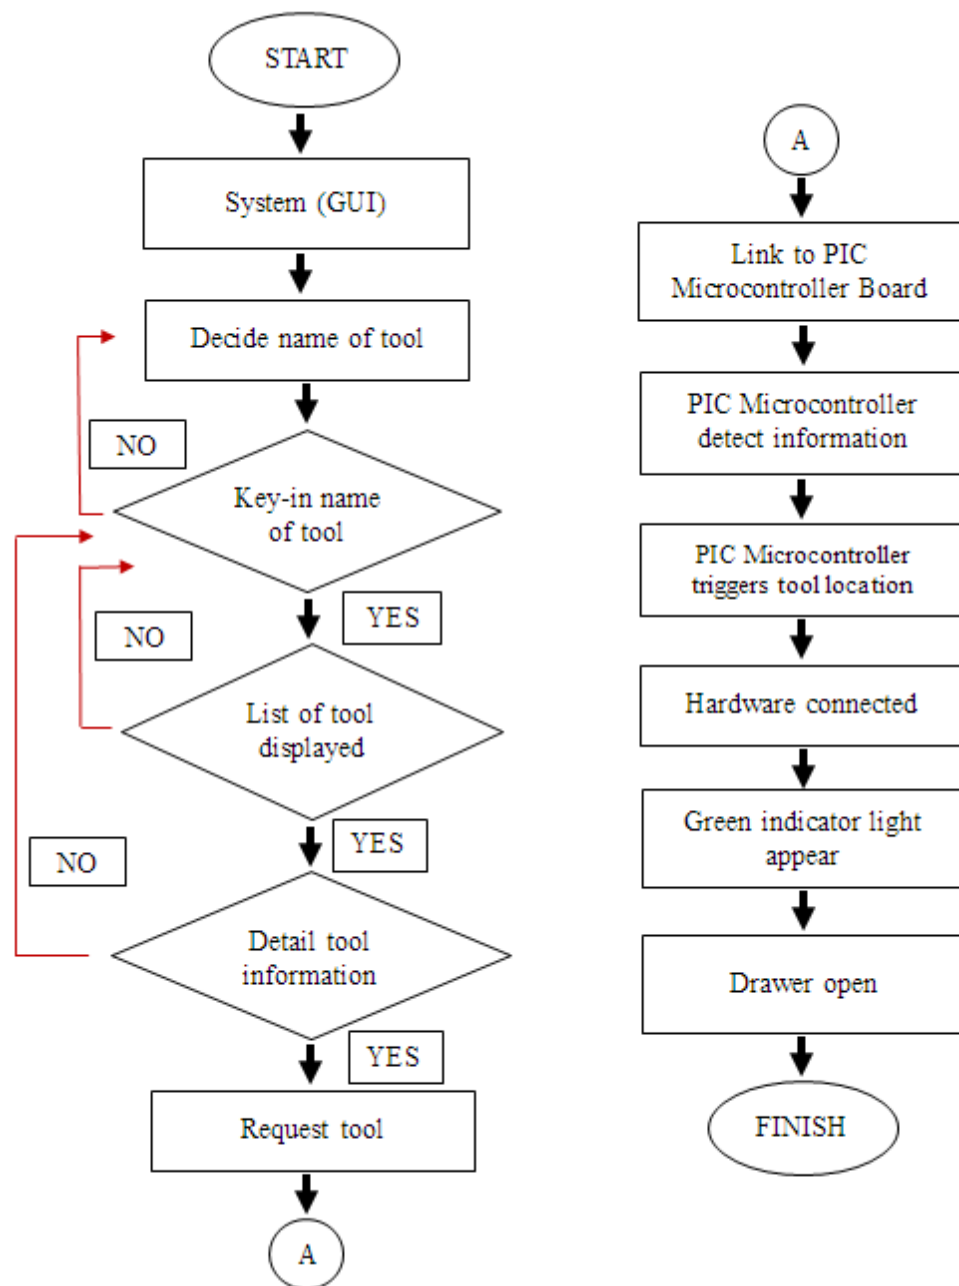 START
System (GUI)
Decide name of tool
NO
Key-in name
of tool
YES
NO
List of tool
displayed
YES
NO
Detail tool
information
YES
Request tool
A
A
Link to PIC
Microcontroller Board
PIC Microcontroller
detect information
PIC Microcontroller
triggers tool location
Hardware connected
Green indicator light
appear
Drawer open
FINISH